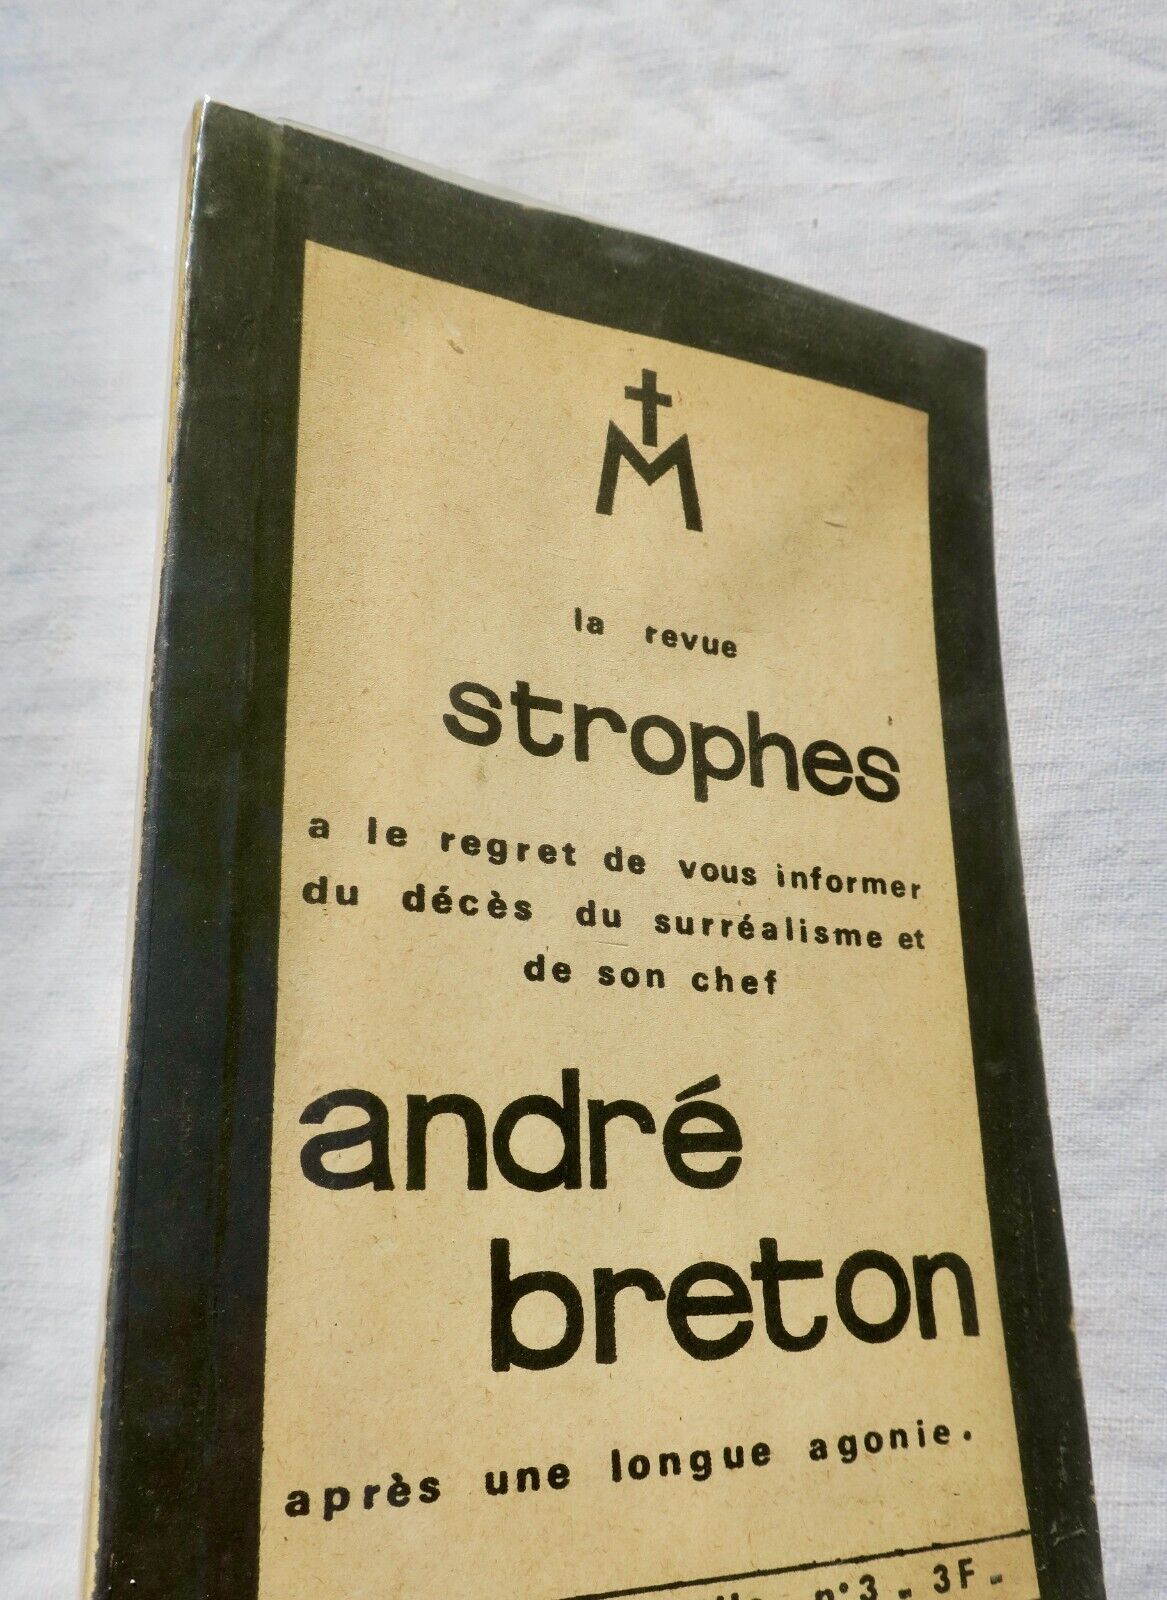 M
la revue
strophes
a le regret de vous informer
du décès du surréalisme et
de son chef
andré
breton
après une longue agonie.
n°3 - 3F -